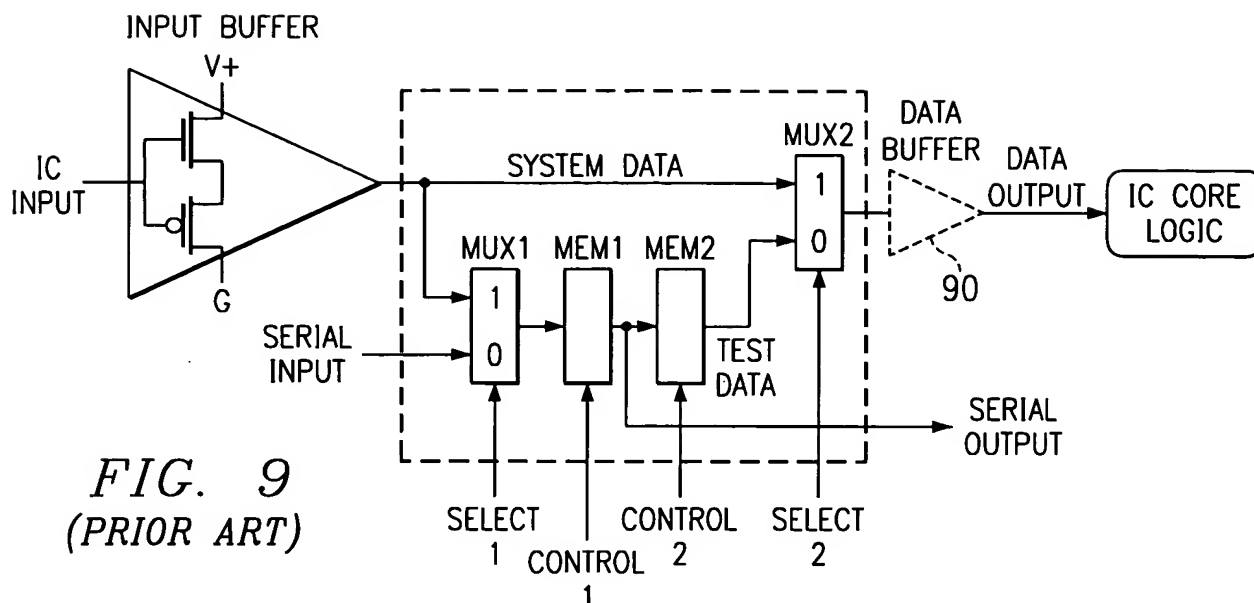 INPUT BUFFER
V+
IC
INPUT
G
SYSTEM DATA
MUX2
1
0
DATA
BUFFER
90
DATA
OUTPUT
IC CORE
LOGIC
MUX1
1
0
MEM1
MEM2
SERIAL
INPUT
TEST
DATA
SERIAL
OUTPUT
SELECT
1
CONTROL
1
CONTROL
2
SELECT
2
FIG. 9
(PRIOR ART)